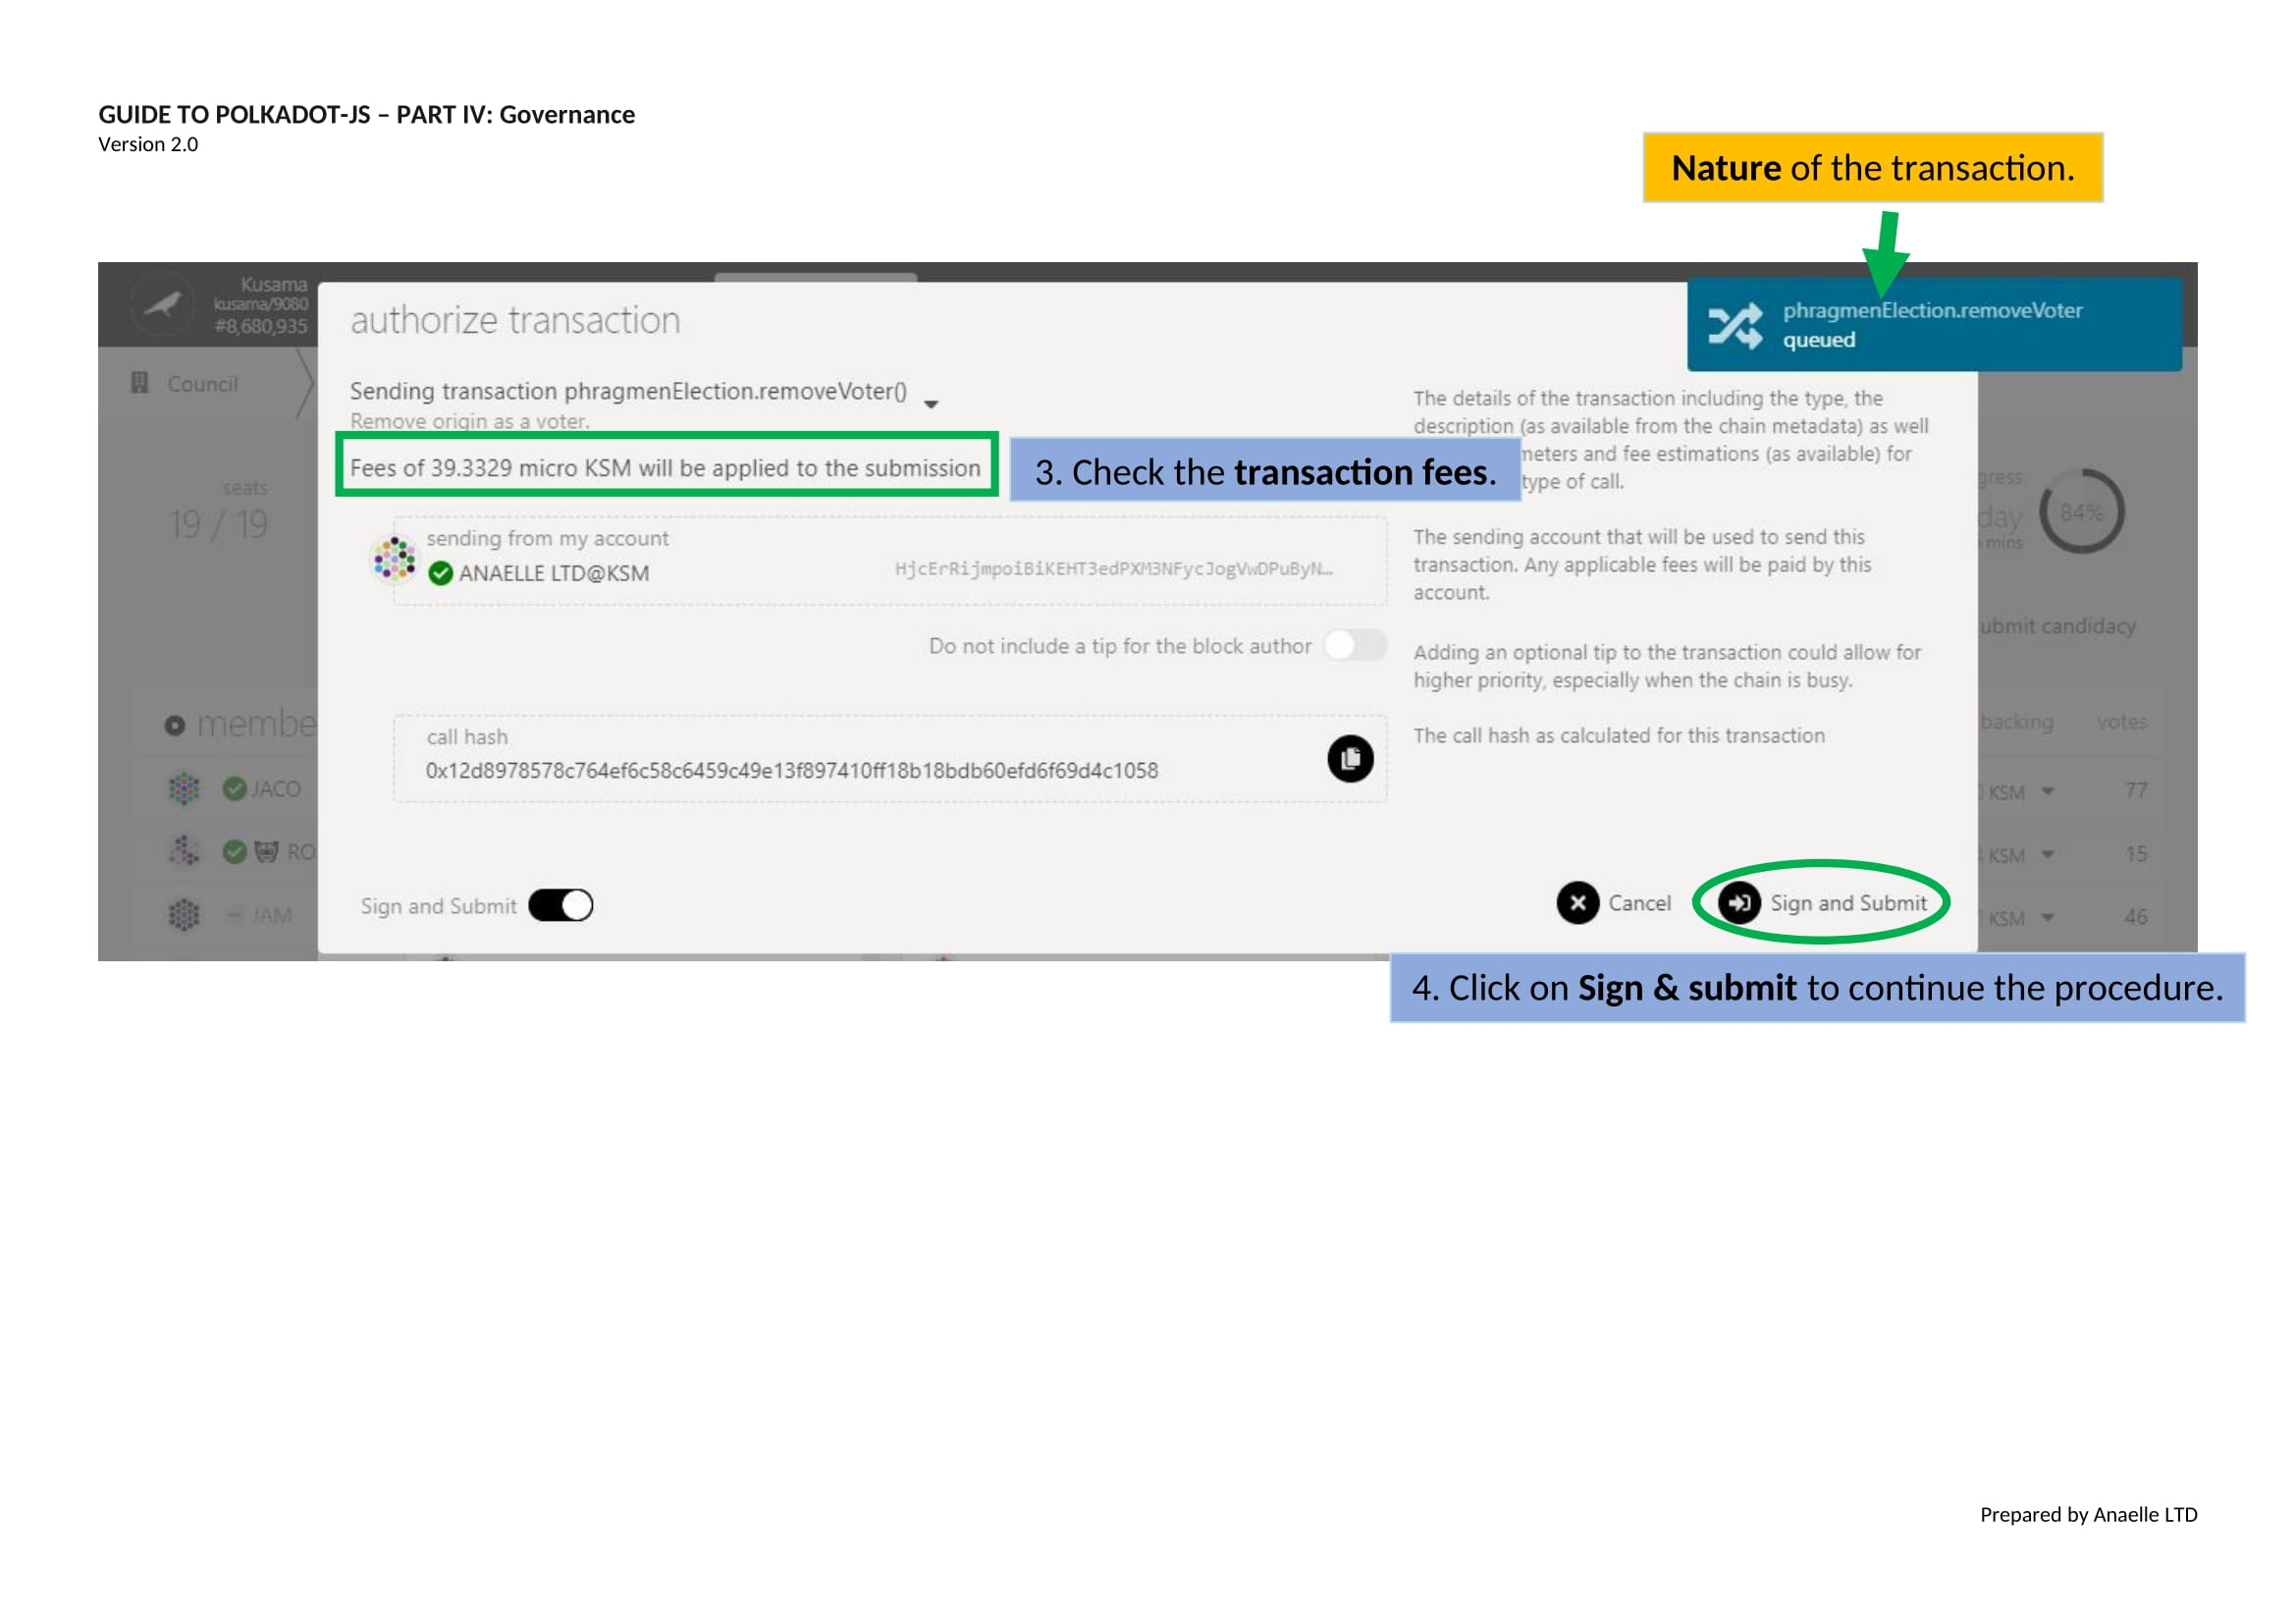 GUIDE TO POLKADOT-JS – PART IV: Governance
Version 2.0
Nature of the transaction.
Kusama
kusama/9080
#8,680,935
authorize transaction
phragmenElection.removeVoter
queued
Council
Sending transaction phragmenElection.removeVoter()
Remove origin as a voter.
Fees of 39.3329 micro KSM will be applied to the submission
3. Check the transaction fees.
The details of the transaction including the type, the
description (as available from the chain metadata) as well
meters and fee estimations (as available) for
type of call.
seats
19 / 19
gress
day
mins
84%
sending from my account
ANAELLE LTD@KSM
HjcErRijmpoiBiKEHT3edPXM3NFycJogVwDPuByN…
The sending account that will be used to send this
transaction. Any applicable fees will be paid by this
account.
Do not include a tip for the block author
Adding an optional tip to the transaction could allow for
higher priority, especially when the chain is busy.
ubmit candidacy
call hash
0x12d8978578c764ef6c58c6459c49e13f897410ff18b18bdb60efd6f69d4c1058
The call hash as calculated for this transaction
membe
backing votes
JACO
KSM 77
RO
KSM 15
JAM
KSM 46
Sign and Submit
Cancel
Sign and Submit
4. Click on Sign & submit to continue the procedure.
Prepared by Anaelle LTD